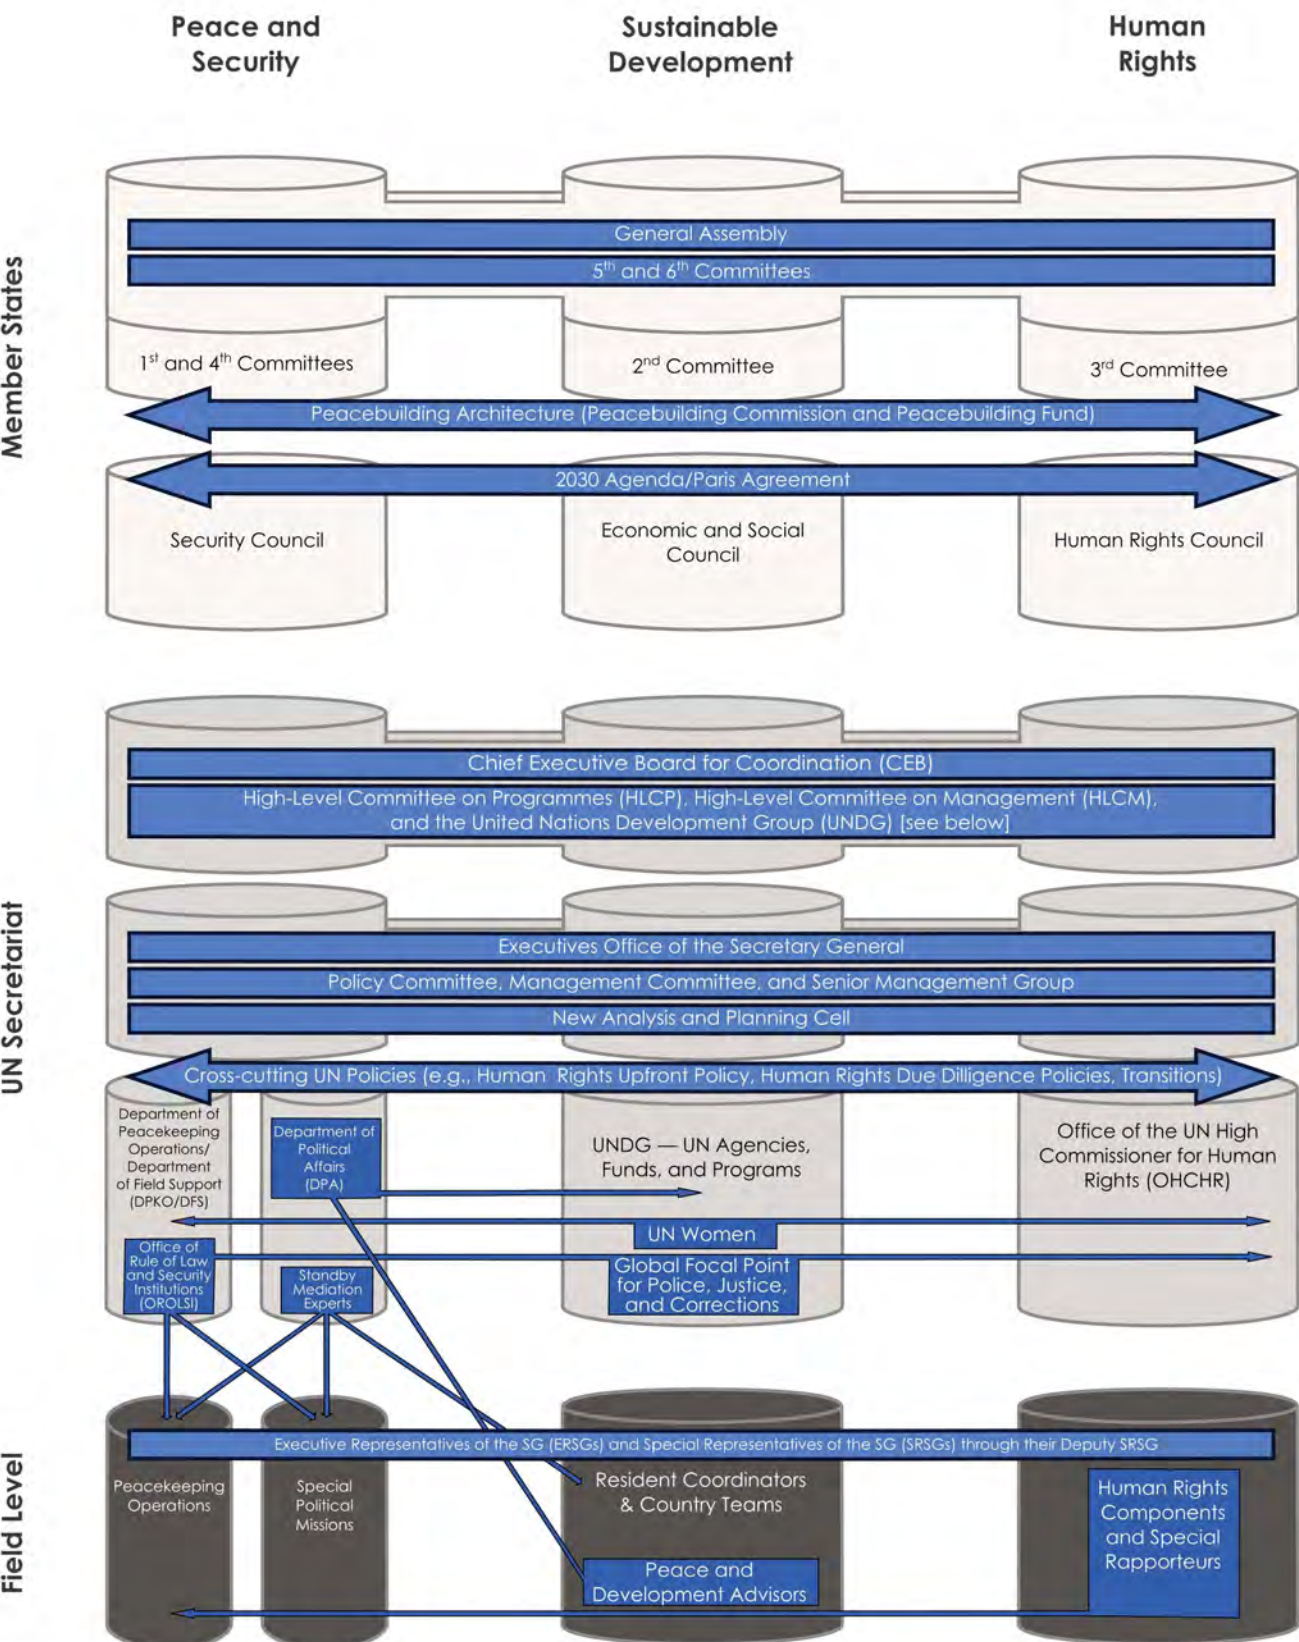 Peace and
Security
Sustainable
Development
Human
Rights
Member States
General Assembly
5th and 6th Committees
1st and 4th Committees
2nd Committee
3rd Committee
Peacebuilding Architecture (Peacebuilding Commission and Peacebuilding Fund)
2030 Agenda/Paris Agreement
Security Council
Economic and Social
Council
Human Rights Council
UN Secretariat
Chief Executive Board for Coordination (CEB)
High-Level Committee on Programmes (HLCP), High-Level Committee on Management (HLCM),
and the United Nations Development Group (UNDG) [see below]
Executives Office of the Secretary General
Policy Committee, Management Committee, and Senior Management Group
New Analysis and Planning Cell
Cross-cutting UN Policies (e.g., Human Rights Upfront Policy, Human Rights Due Dilligence Policies, Transitions)
Department of
Peacekeeping
Operations/
Department
of Field Support
(DPKO/DFS)
Department of
Political
Affairs
(DPA)
UNDG — UN Agencies,
Funds, and Programs
Office of the UN High
Commissioner for Human
Rights (OHCHR)
UN Women
Office of
Rule of Law
and Security
Institutions
(OROLSI)
Standby
Mediation
Experts
Global Focal Point
for Police, Justice,
and Corrections
Field Level
Executive Representatives of the SG (ERSGs) and Special Representatives of the SG (SRSGs) through their Deputy SRSG
Peacekeeping
Operations
Special
Political
Missions
Resident Coordinators
& Country Teams
Human Rights
Components
and Special
Rapporteurs
Peace and
Development Advisors